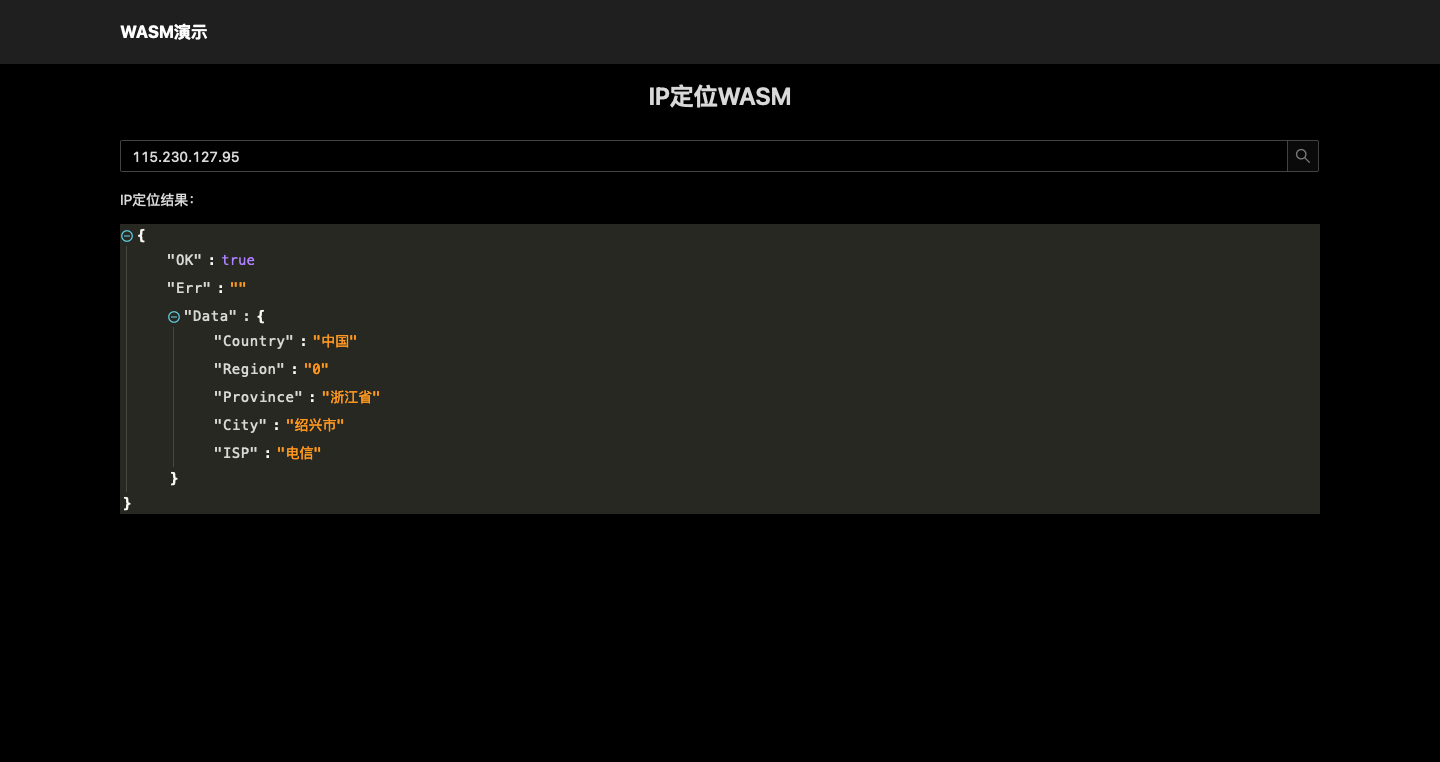 WASM演示
IP定位WASM
115.230.127.95
IP定位结果：
{
"OK" : true
"Err" : ""
"Data" : {
"Country" : "中国"
"Region" : "0"
"Province" : "浙江省"
"City" : "绍兴市"
"ISP" : "电信"
}
}